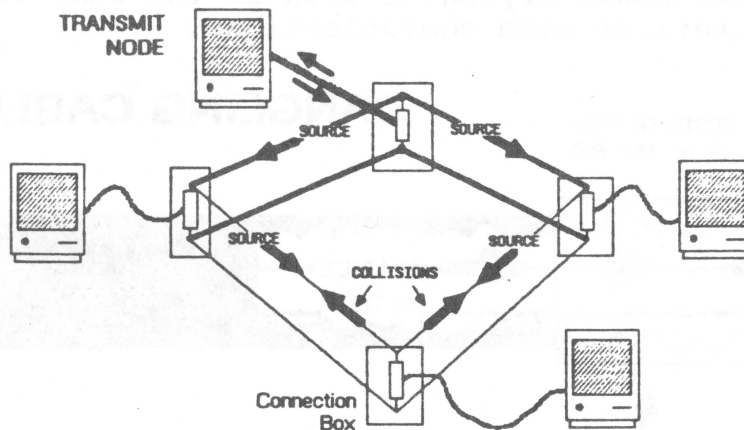 TRANSMIT
NODE
SOURCE
SOURCE
SOURCE
SOURCE
COLLISIONS
Connection
Box